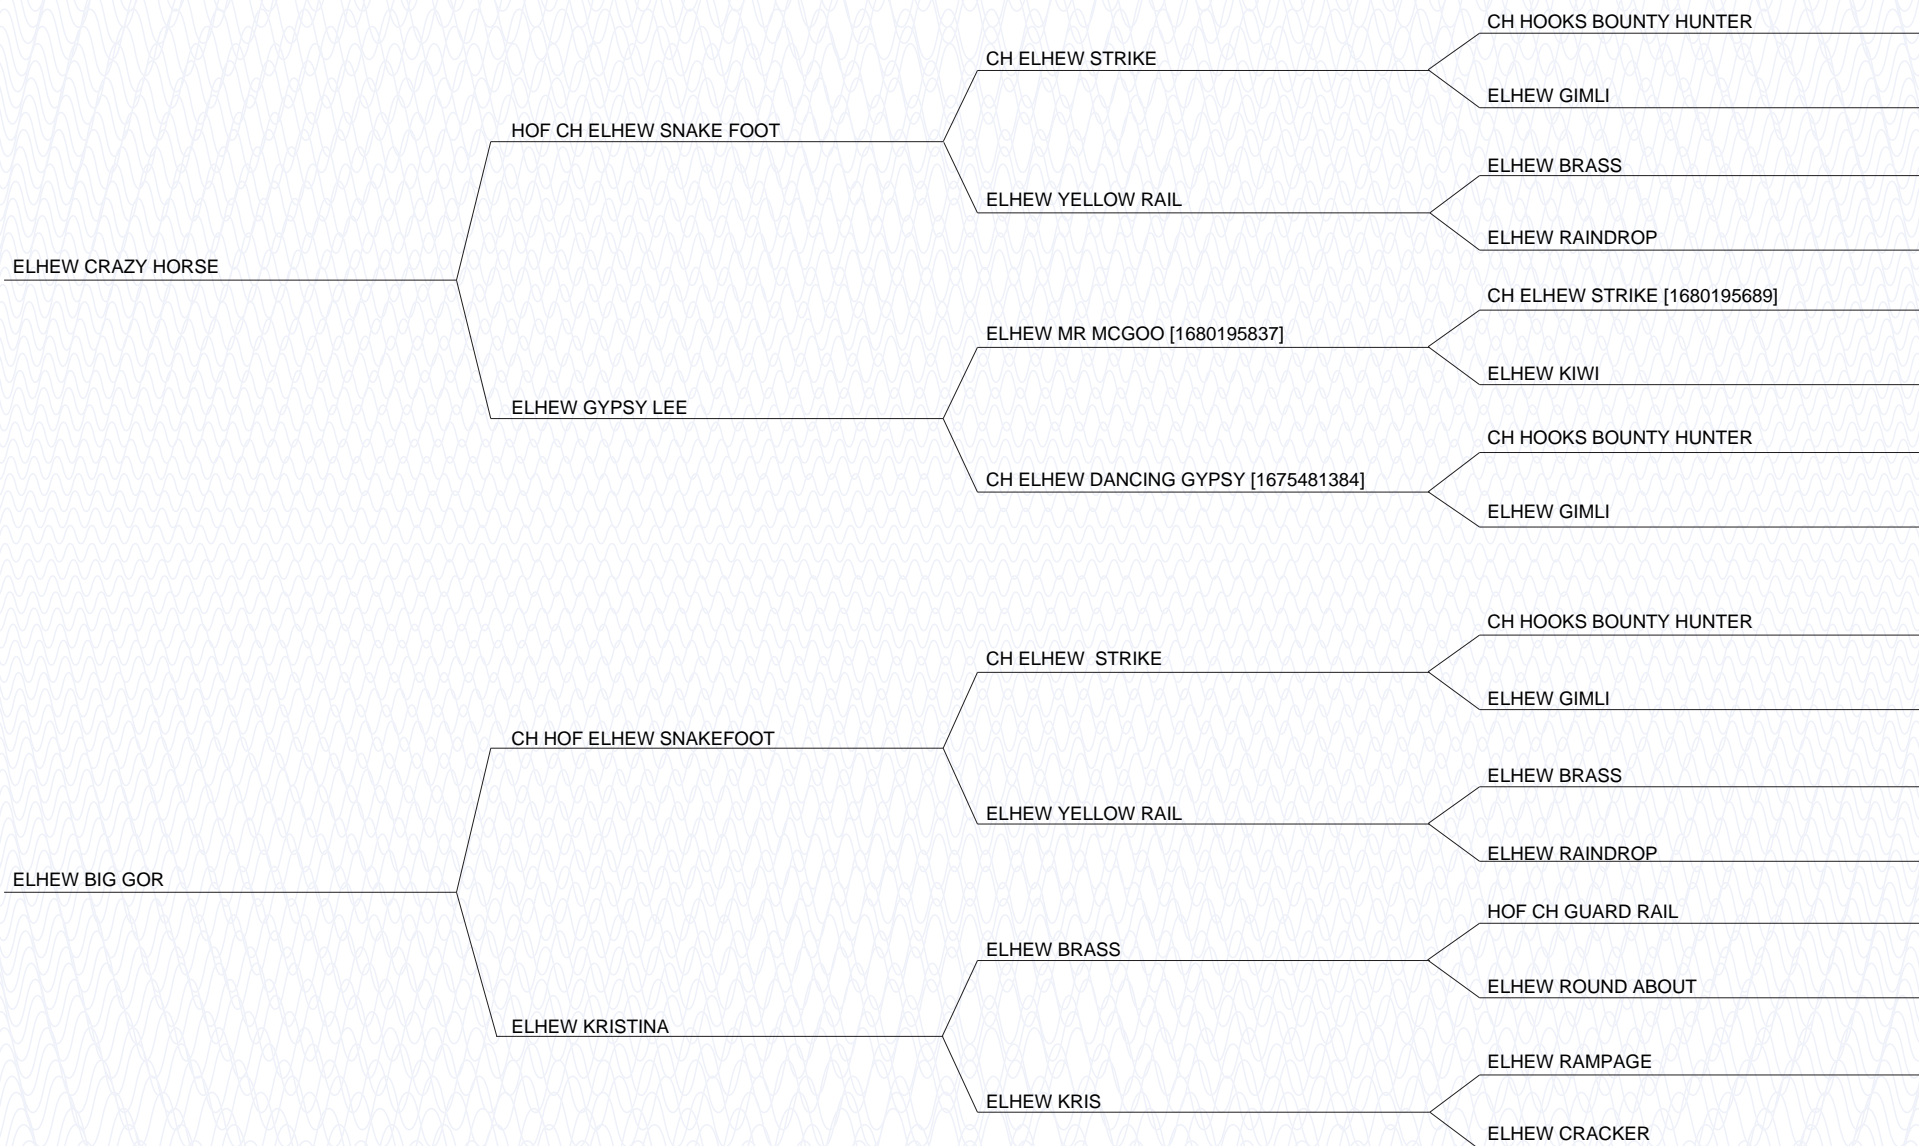 CH HOOKS BOUNTY HUNTER
CH ELHEW STRIKE
ELHEW GIMLI
HOF CH ELHEW SNAKE FOOT
ELHEW BRASS
ELHEW YELLOW RAIL
ELHEW RAINDROP
ELHEW CRAZY HORSE
CH ELHEW STRIKE [1680195689]
ELHEW MR MCGOO [1680195837]
ELHEW KIWI
ELHEW GYPSY LEE
CH HOOKS BOUNTY HUNTER
CH ELHEW DANCING GYPSY [1675481384]
ELHEW GIMLI
CH HOOKS BOUNTY HUNTER
CH ELHEW  STRIKE
ELHEW GIMLI
CH HOF ELHEW SNAKEFOOT
ELHEW BRASS
ELHEW YELLOW RAIL
ELHEW RAINDROP
ELHEW BIG GOR
HOF CH GUARD RAIL
ELHEW BRASS
ELHEW ROUND ABOUT
ELHEW KRISTINA
ELHEW RAMPAGE
ELHEW KRIS
ELHEW CRACKER